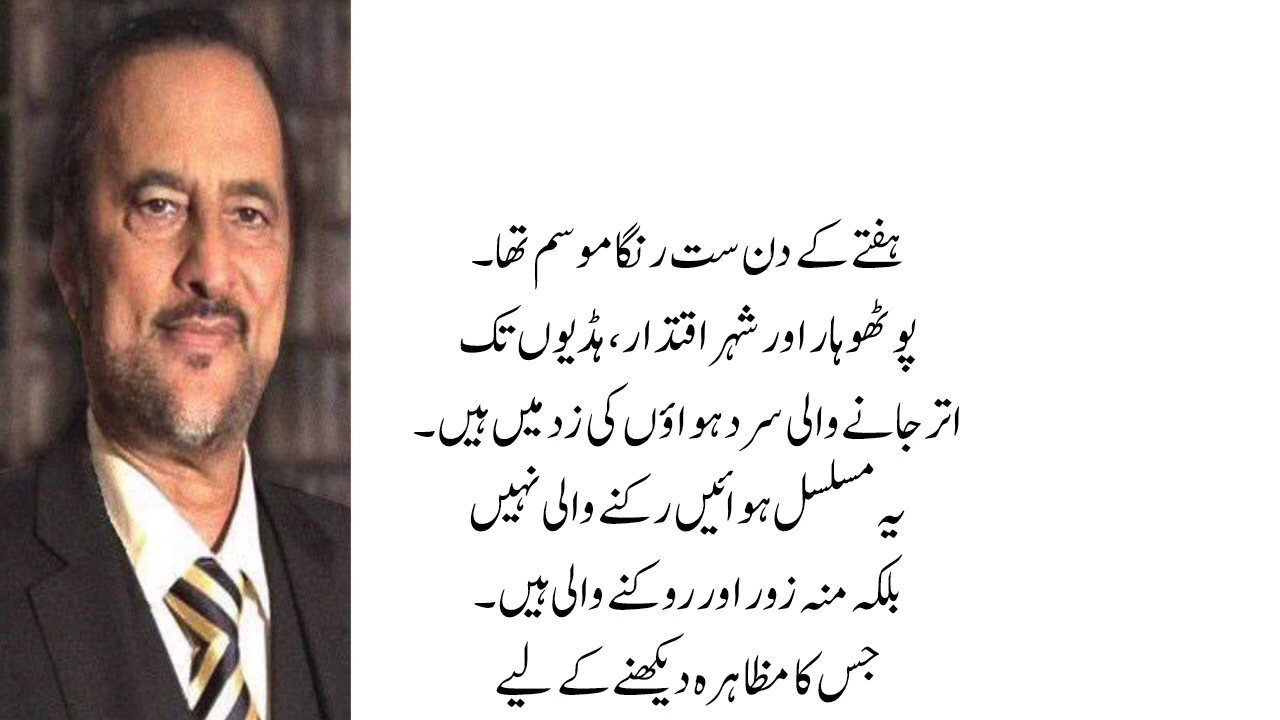 ہفتے کے دن ست رنگا موسم تھا۔
پوٹھوہار اور شہر اقتدار، ہڈیوں تک
اتر جانے والی سرد ہواؤں کی زد میں ہیں۔
یہ مسلسل ہوائیں رکنے والی نہیں
بلکہ منہ زور اور روکنے والی ہیں۔
جس کا مظاہرہ دیکھنے کے لیے